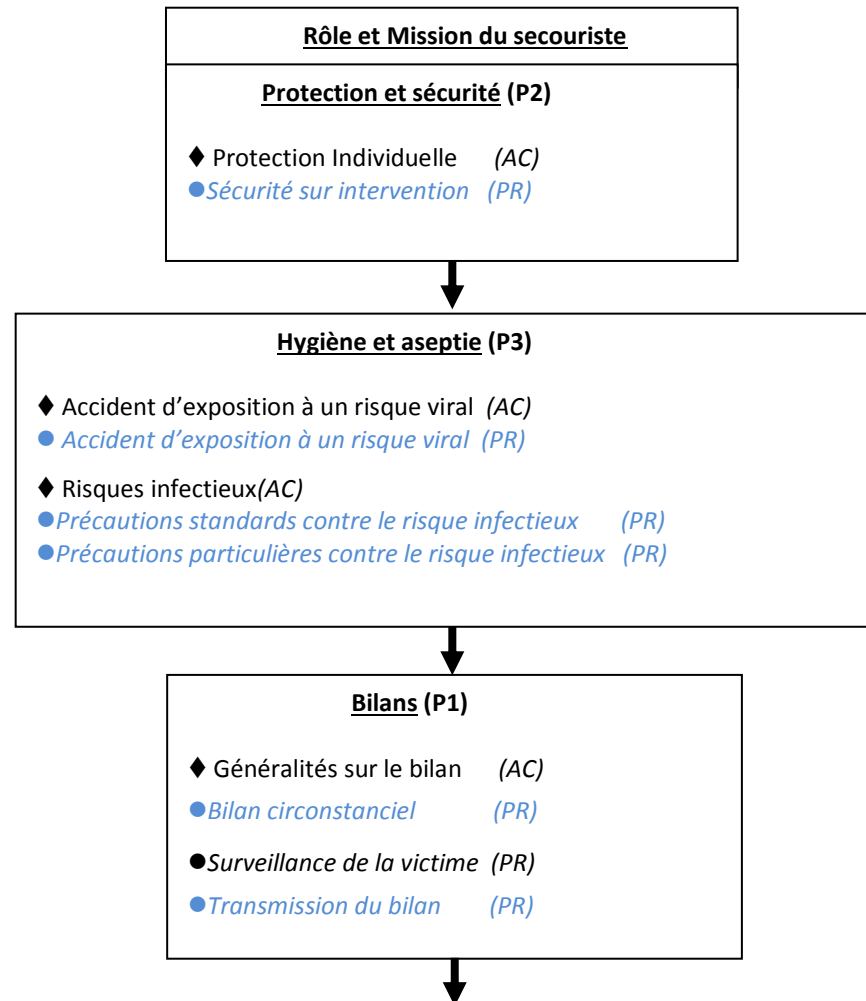 Rôle et Mission du secouriste
Protection et sécurité (P2)
♦ Protection Individuelle (AC)
●Sécurité sur intervention (PR)
Hygiène et aseptie (P3)
♦ Accident d’exposition à un risque viral (AC)
● Accident d’exposition à un risque viral (PR)
♦ Risques infectieux(AC)
●Précautions standards contre le risque infectieux (PR)
●Précautions particulières contre le risque infectieux (PR)
Bilans (P1)
♦ Généralités sur le bilan (AC)
●Bilan circonstanciel (PR)
●Surveillance de la victime (PR)
●Transmission du bilan (PR)